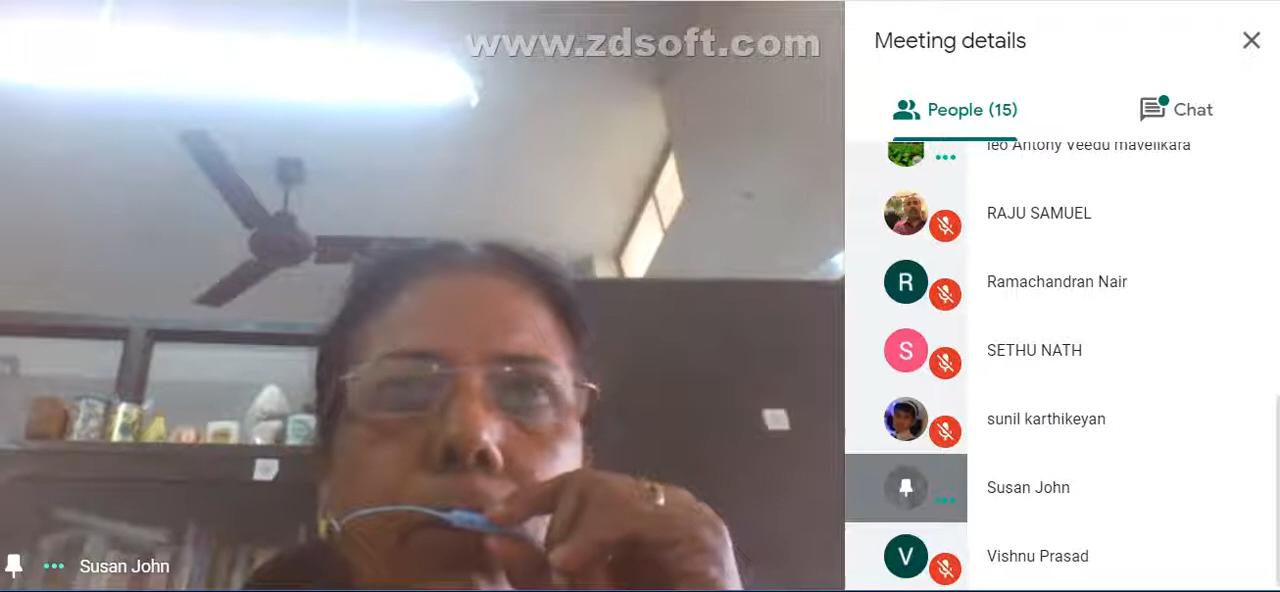 www.zdsoft.com
Meeting details
People (15)
Chat
leo Antony Veedu mavelikara
RAJU SAMUEL
R
Ramachandran Nair
S
SETHU NATH
sunil karthikeyan
Susan John
V
Vishnu Prasad
Susan John